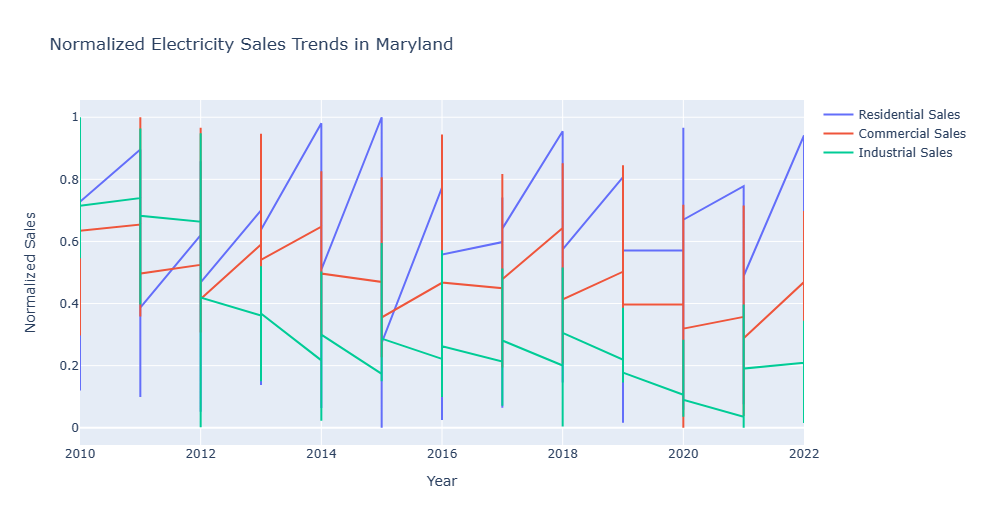 Normalized Electricity Sales Trends in Maryland
Residential Sales
Commercial Sales
Industrial Sales
Normalized Sales
1
0.8
0.6
0.4
0.2
0
2010
2012
2014
2016
2018
2020
2022
Year